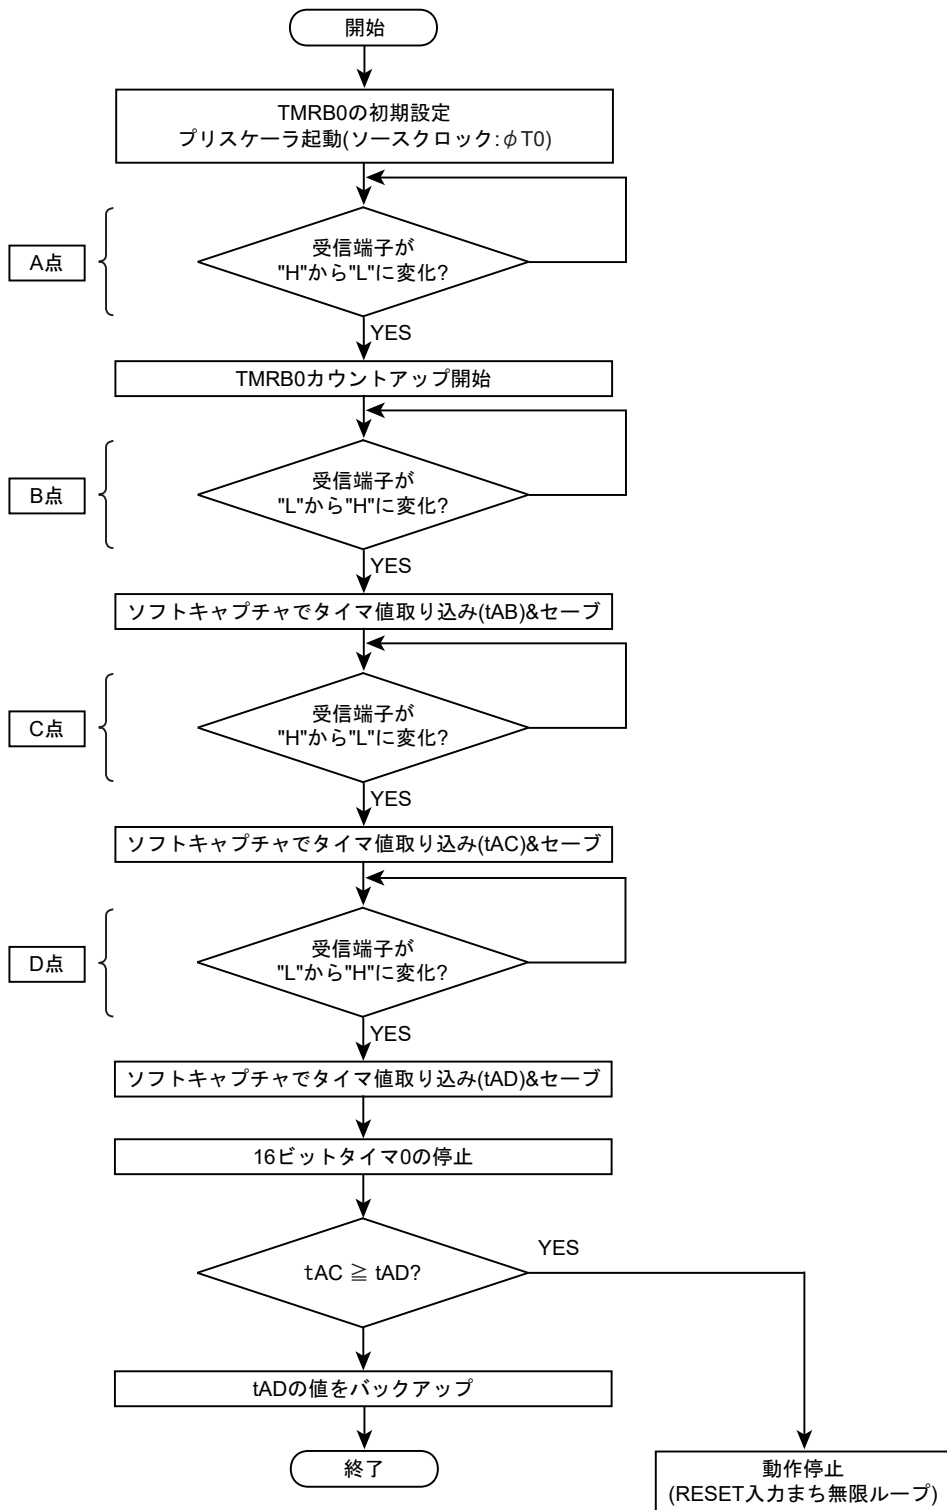 開始
TMRB0の初期設定
プリスケーラ起動(ソースクロック:φT0)
A点
受信端子が
"H"から"L"に変化?
YES
TMRB0カウントアップ開始
B点
受信端子が
"L"から"H"に変化?
YES
ソフトキャプチャでタイマ値取り込み(tAB)&セーブ
C点
受信端子が
"H"から"L"に変化?
YES
ソフトキャプチャでタイマ値取り込み(tAC)&セーブ
D点
受信端子が
"L"から"H"に変化?
YES
ソフトキャプチャでタイマ値取り込み(tAD)&セーブ
16ビットタイマ0の停止
tAC ≧ tAD?
YES
tADの値をバックアップ
終了
動作停止
(RESET入力まち無限ループ)